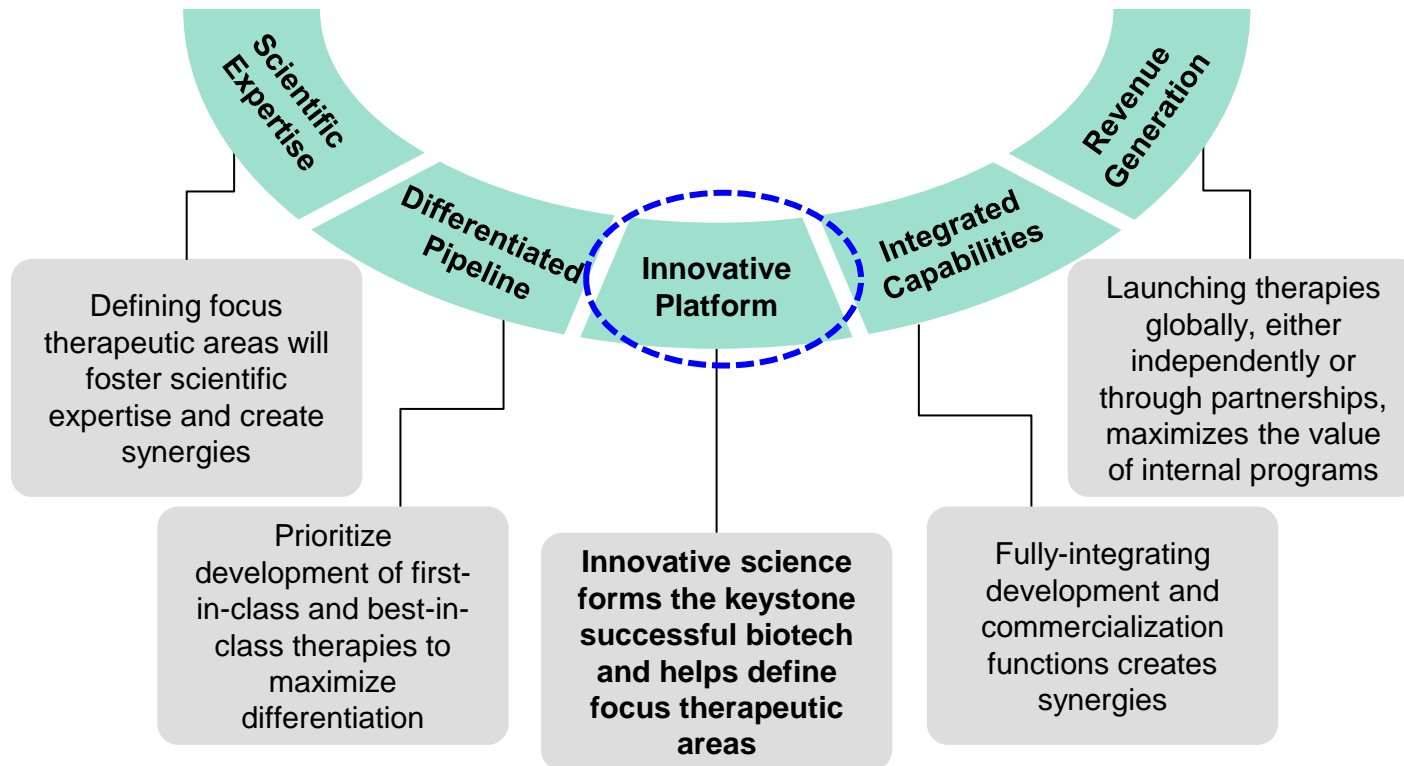 Scientific
Expertise
Differentiated
Pipeline
Innovative
Platform
Integrated
Capabilities
Revenue
Generation
Defining focus
therapeutic areas will
foster scientific
expertise and create
synergies
Prioritize
development of first-
in-class and best-in-
class therapies to
maximize
differentiation
Innovative science
forms the keystone
successful biotech
and helps define
focus therapeutic
areas
Fully-integrating
development and
commercialization
functions creates
synergies
Launching therapies
globally, either
independently or
through partnerships,
maximizes the value
of internal programs